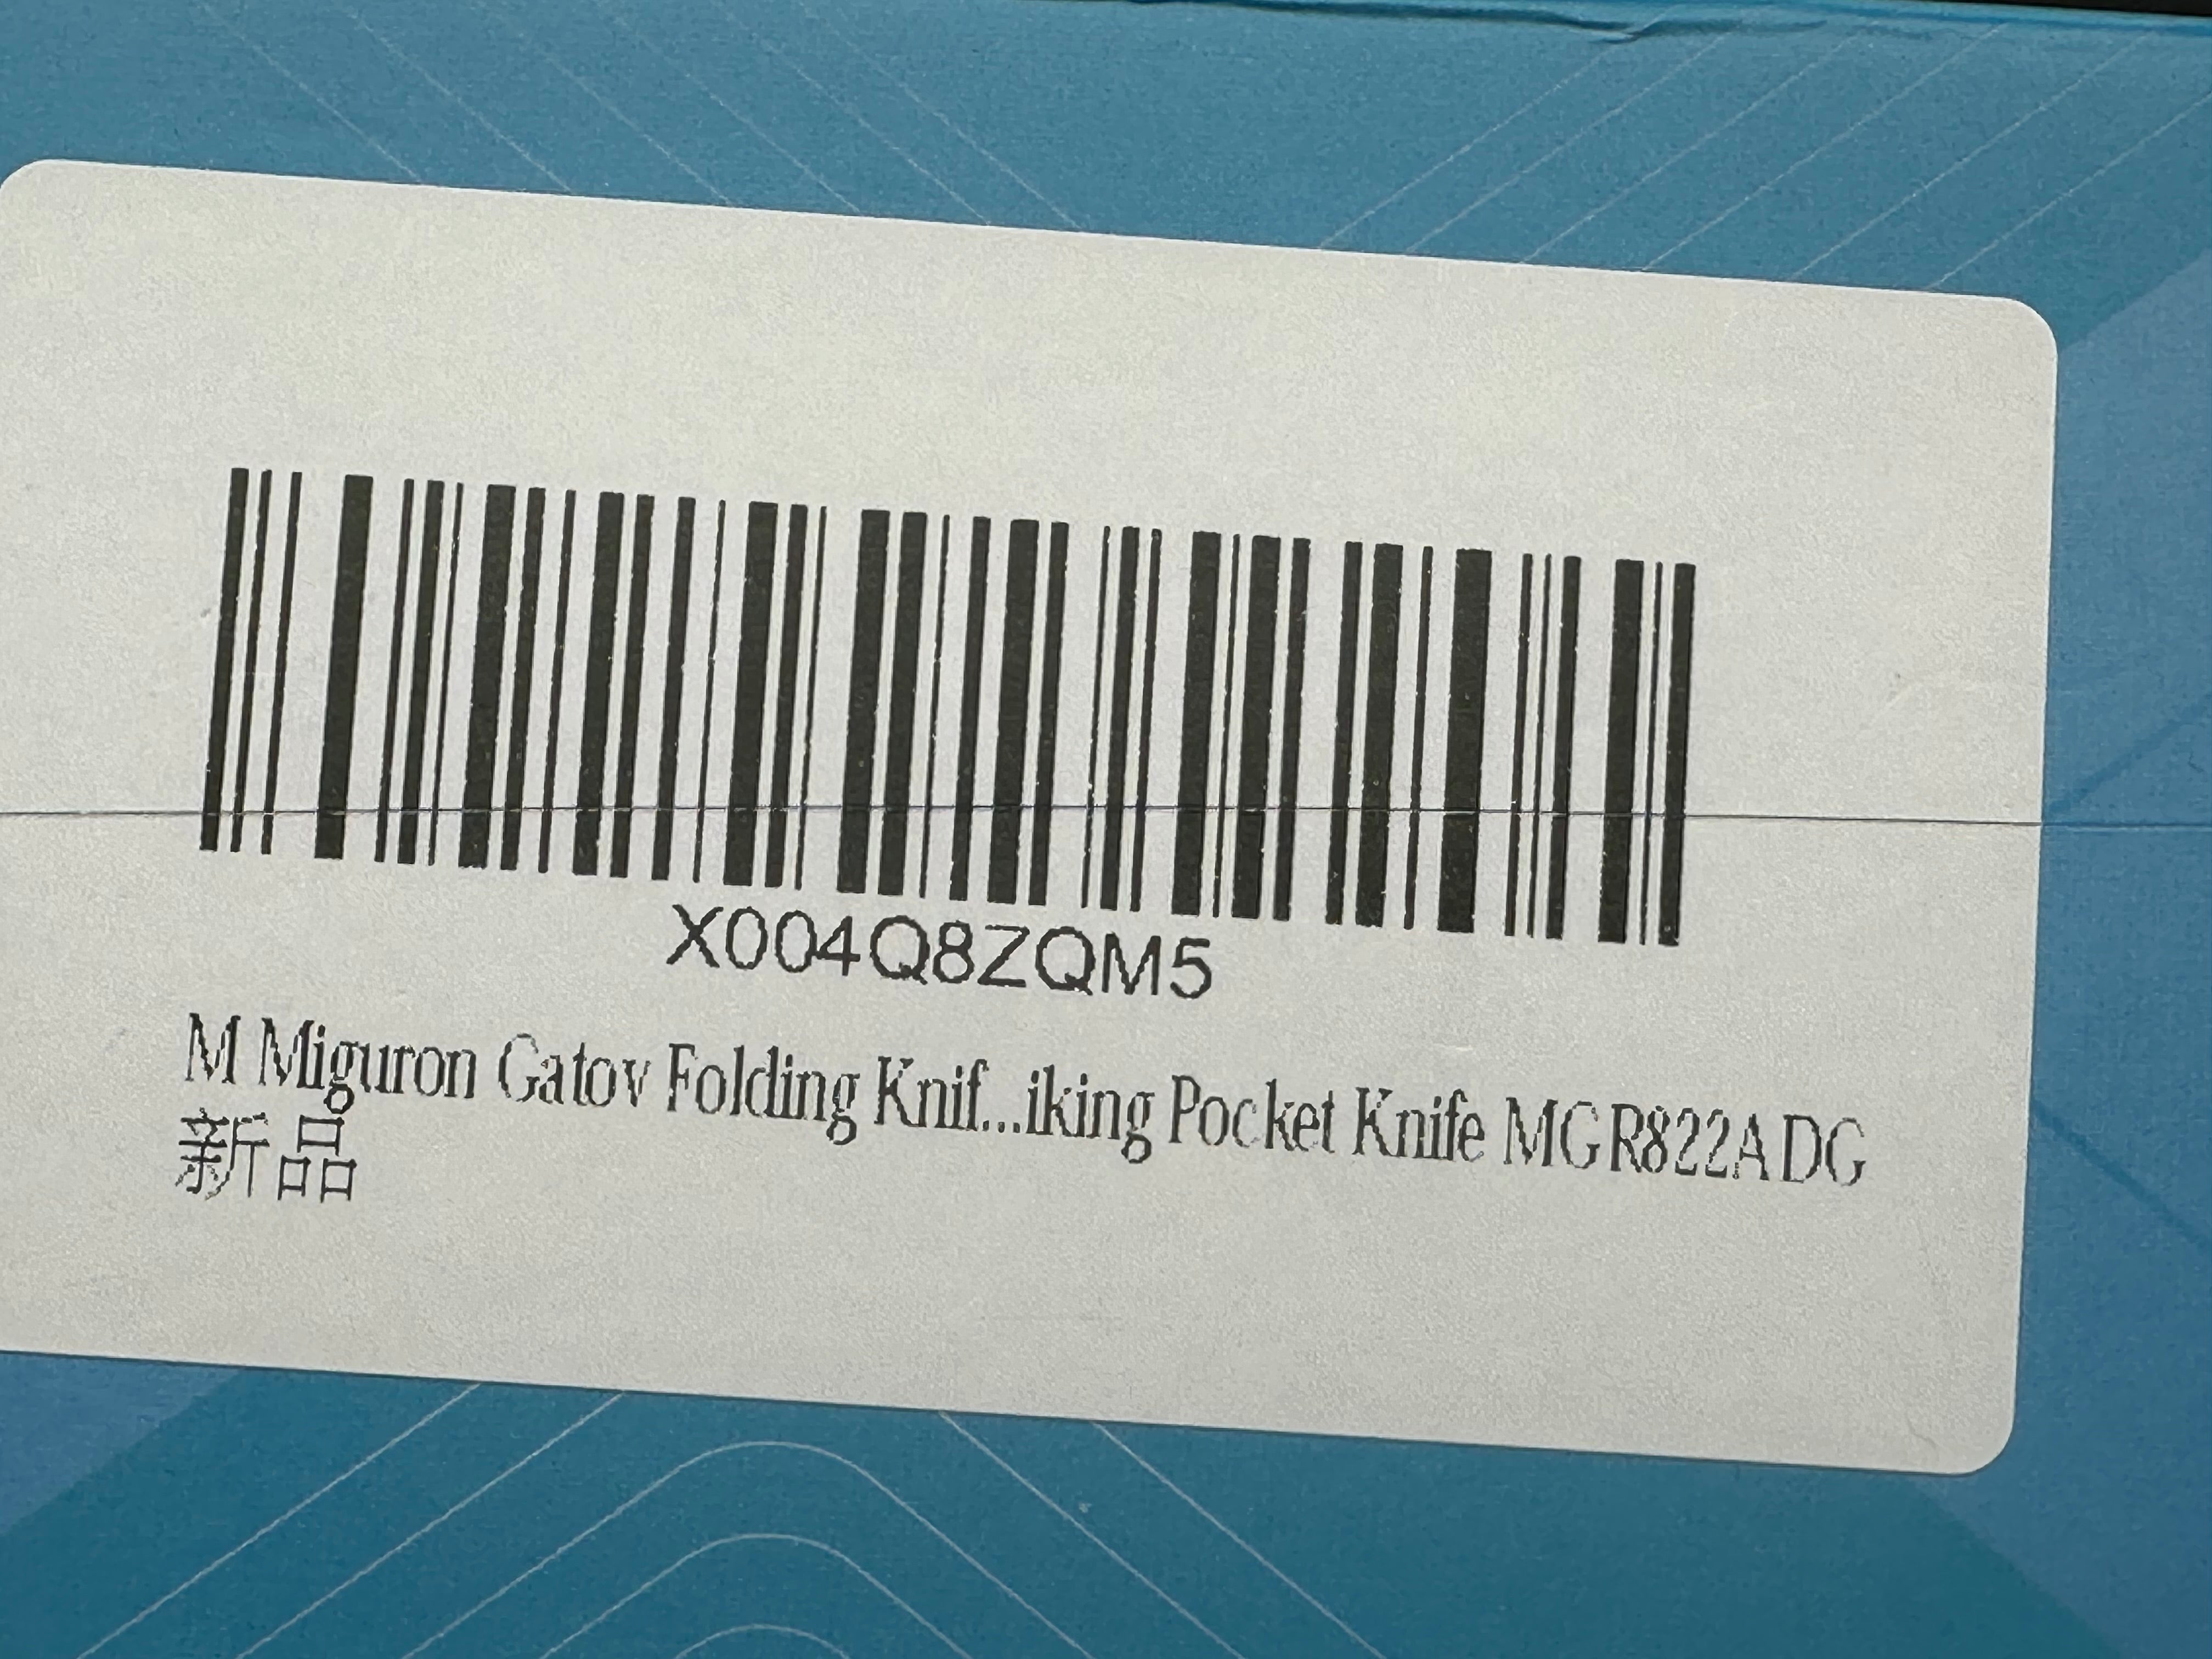 X004Q8ZQM5
M Miguron Gatov Folding Knif...iking Pocket Knife MGR822ADG
新品